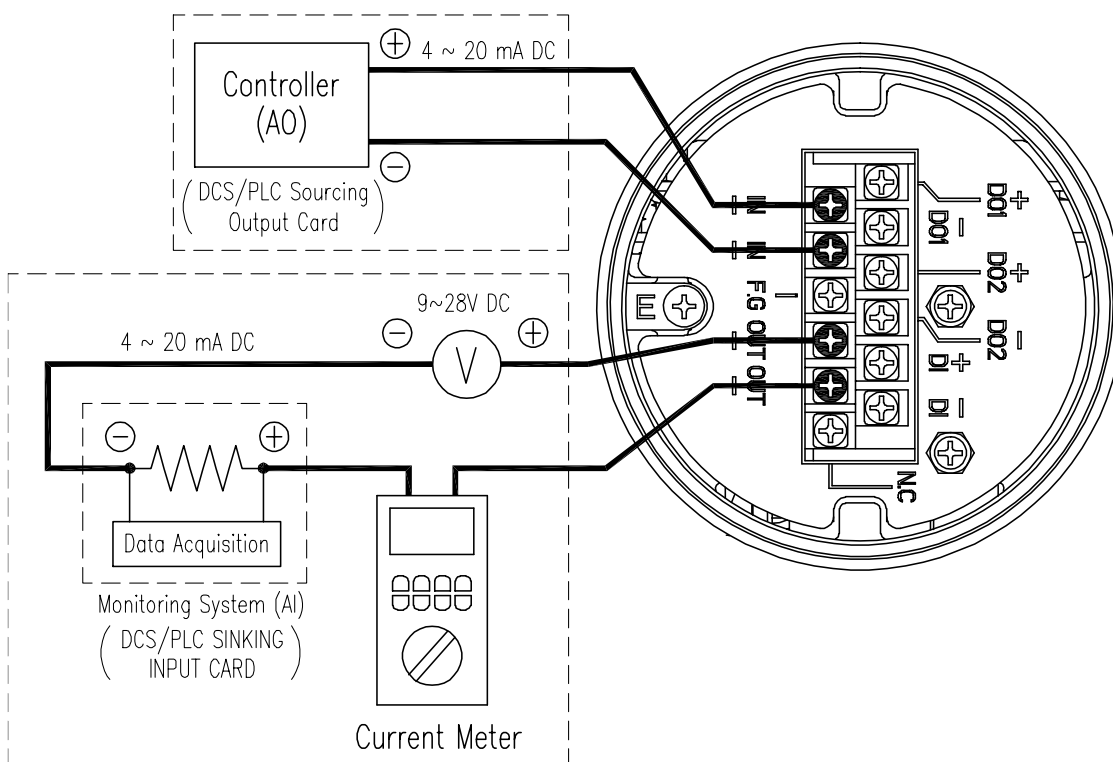 Controller
(AO)
⊕ 4 ~ 20 mA DC
⊖
(DCS/PLC Sourcing
Output Card)
9~28V DC
⊖ V ⊕
4 ~ 20 mA DC
⊖ ⊕
Data Acquisition
Monitoring System (AI)
(DCS/PLC SINKING
INPUT CARD)
Current Meter
IN
IN
F.G
OUT
OUT
E
DO1 +
DO1 −
DO2 +
DO2 −
DI +
DI −
N.C